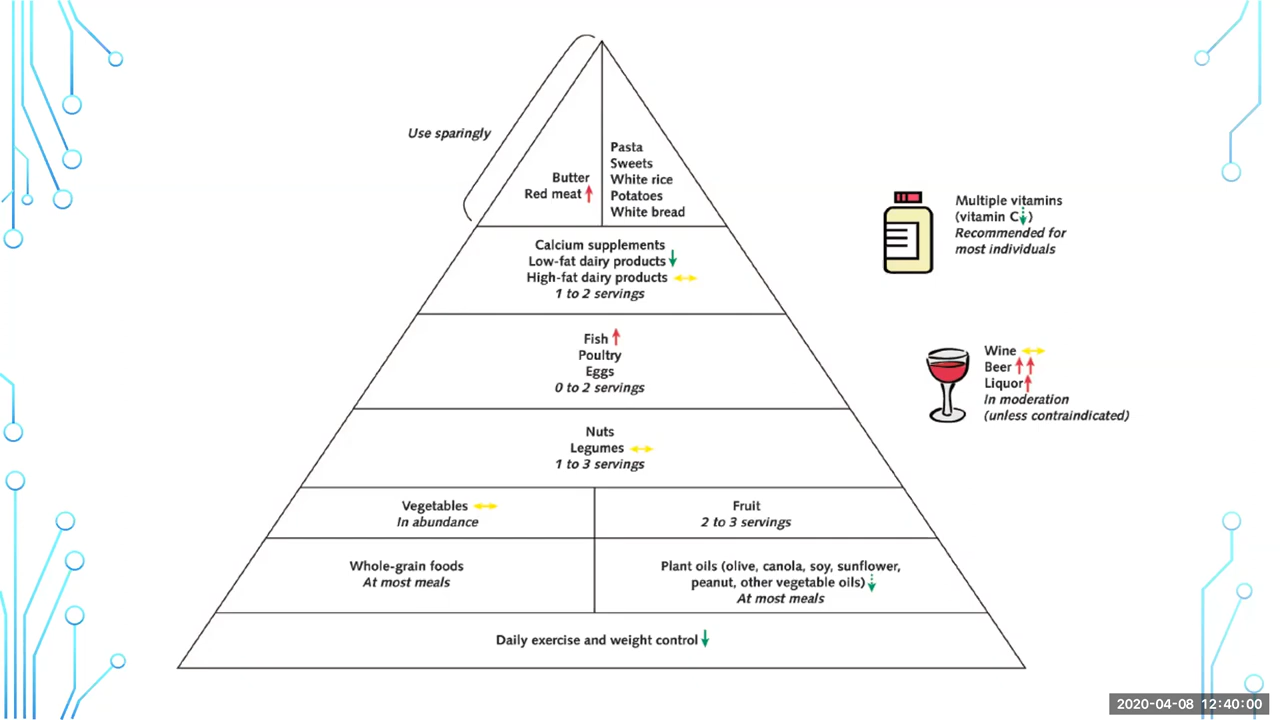 Use sparingly
Butter
Red meat
Pasta
Sweets
White rice
Potatoes
White bread
Calcium supplements
Low-fat dairy products
High-fat dairy products
1 to 2 servings
Fish
Poultry
Eggs
0 to 2 servings
Nuts
Legumes
1 to 3 servings
Vegetables
In abundance
Fruit
2 to 3 servings
Whole-grain foods
At most meals
Plant oils (olive, canola, soy, sunflower,
peanut, other vegetable oils)
At most meals
Daily exercise and weight control
Multiple vitamins
(vitamin C)
Recommended for
most individuals
Wine
Beer
Liquor
In moderation
(unless contraindicated)
2020-04-08 12:40:00